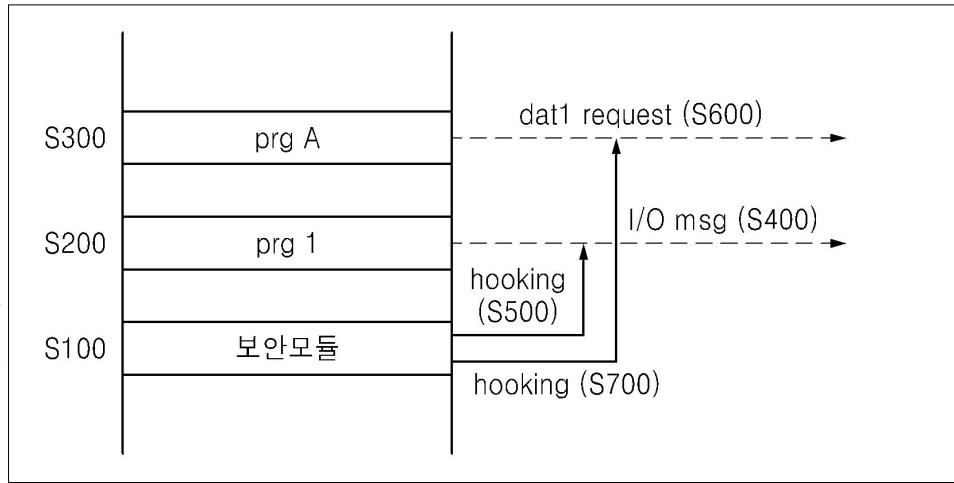 dat1 request (S600)
S300
prg A
I/O msg (S400)
S200
prg 1
hooking
(S500)
S100
보안모듈
hooking (S700)